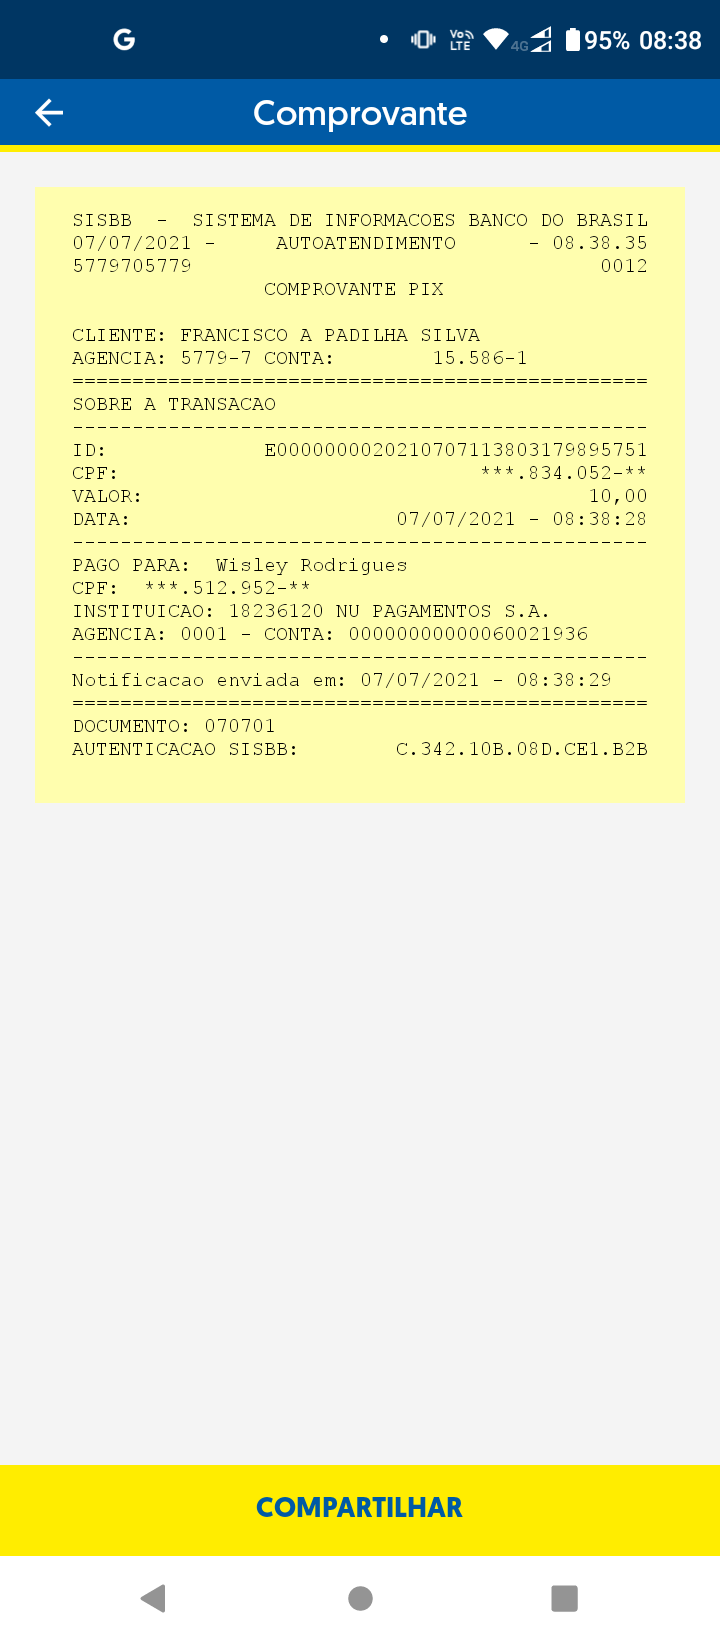 G VoLTE 4G 95% 08:38
Comprovante
SISBB - SISTEMA DE INFORMACOES BANCO DO BRASIL
07/07/2021 - AUTOATENDIMENTO - 08.38.35
5779705779 0012
COMPROVANTE PIX
CLIENTE: FRANCISCO A PADILHA SILVA
AGENCIA: 5779-7 CONTA: 15.586-1
================================================
SOBRE A TRANSACAO
------------------------------------------------
ID: E0000000020210707113803179895751
CPF: ***.834.052-**
VALOR: 10,00
DATA: 07/07/2021 - 08:38:28
------------------------------------------------
PAGO PARA: Wisley Rodrigues
CPF: ***.512.952-**
INSTITUICAO: 18236120 NU PAGAMENTOS S.A.
AGENCIA: 0001 - CONTA: 00000000000060021936
------------------------------------------------
Notificacao enviada em: 07/07/2021 - 08:38:29
================================================
DOCUMENTO: 070701
AUTENTICACAO SISBB: C.342.10B.08D.CE1.B2B
COMPARTILHAR